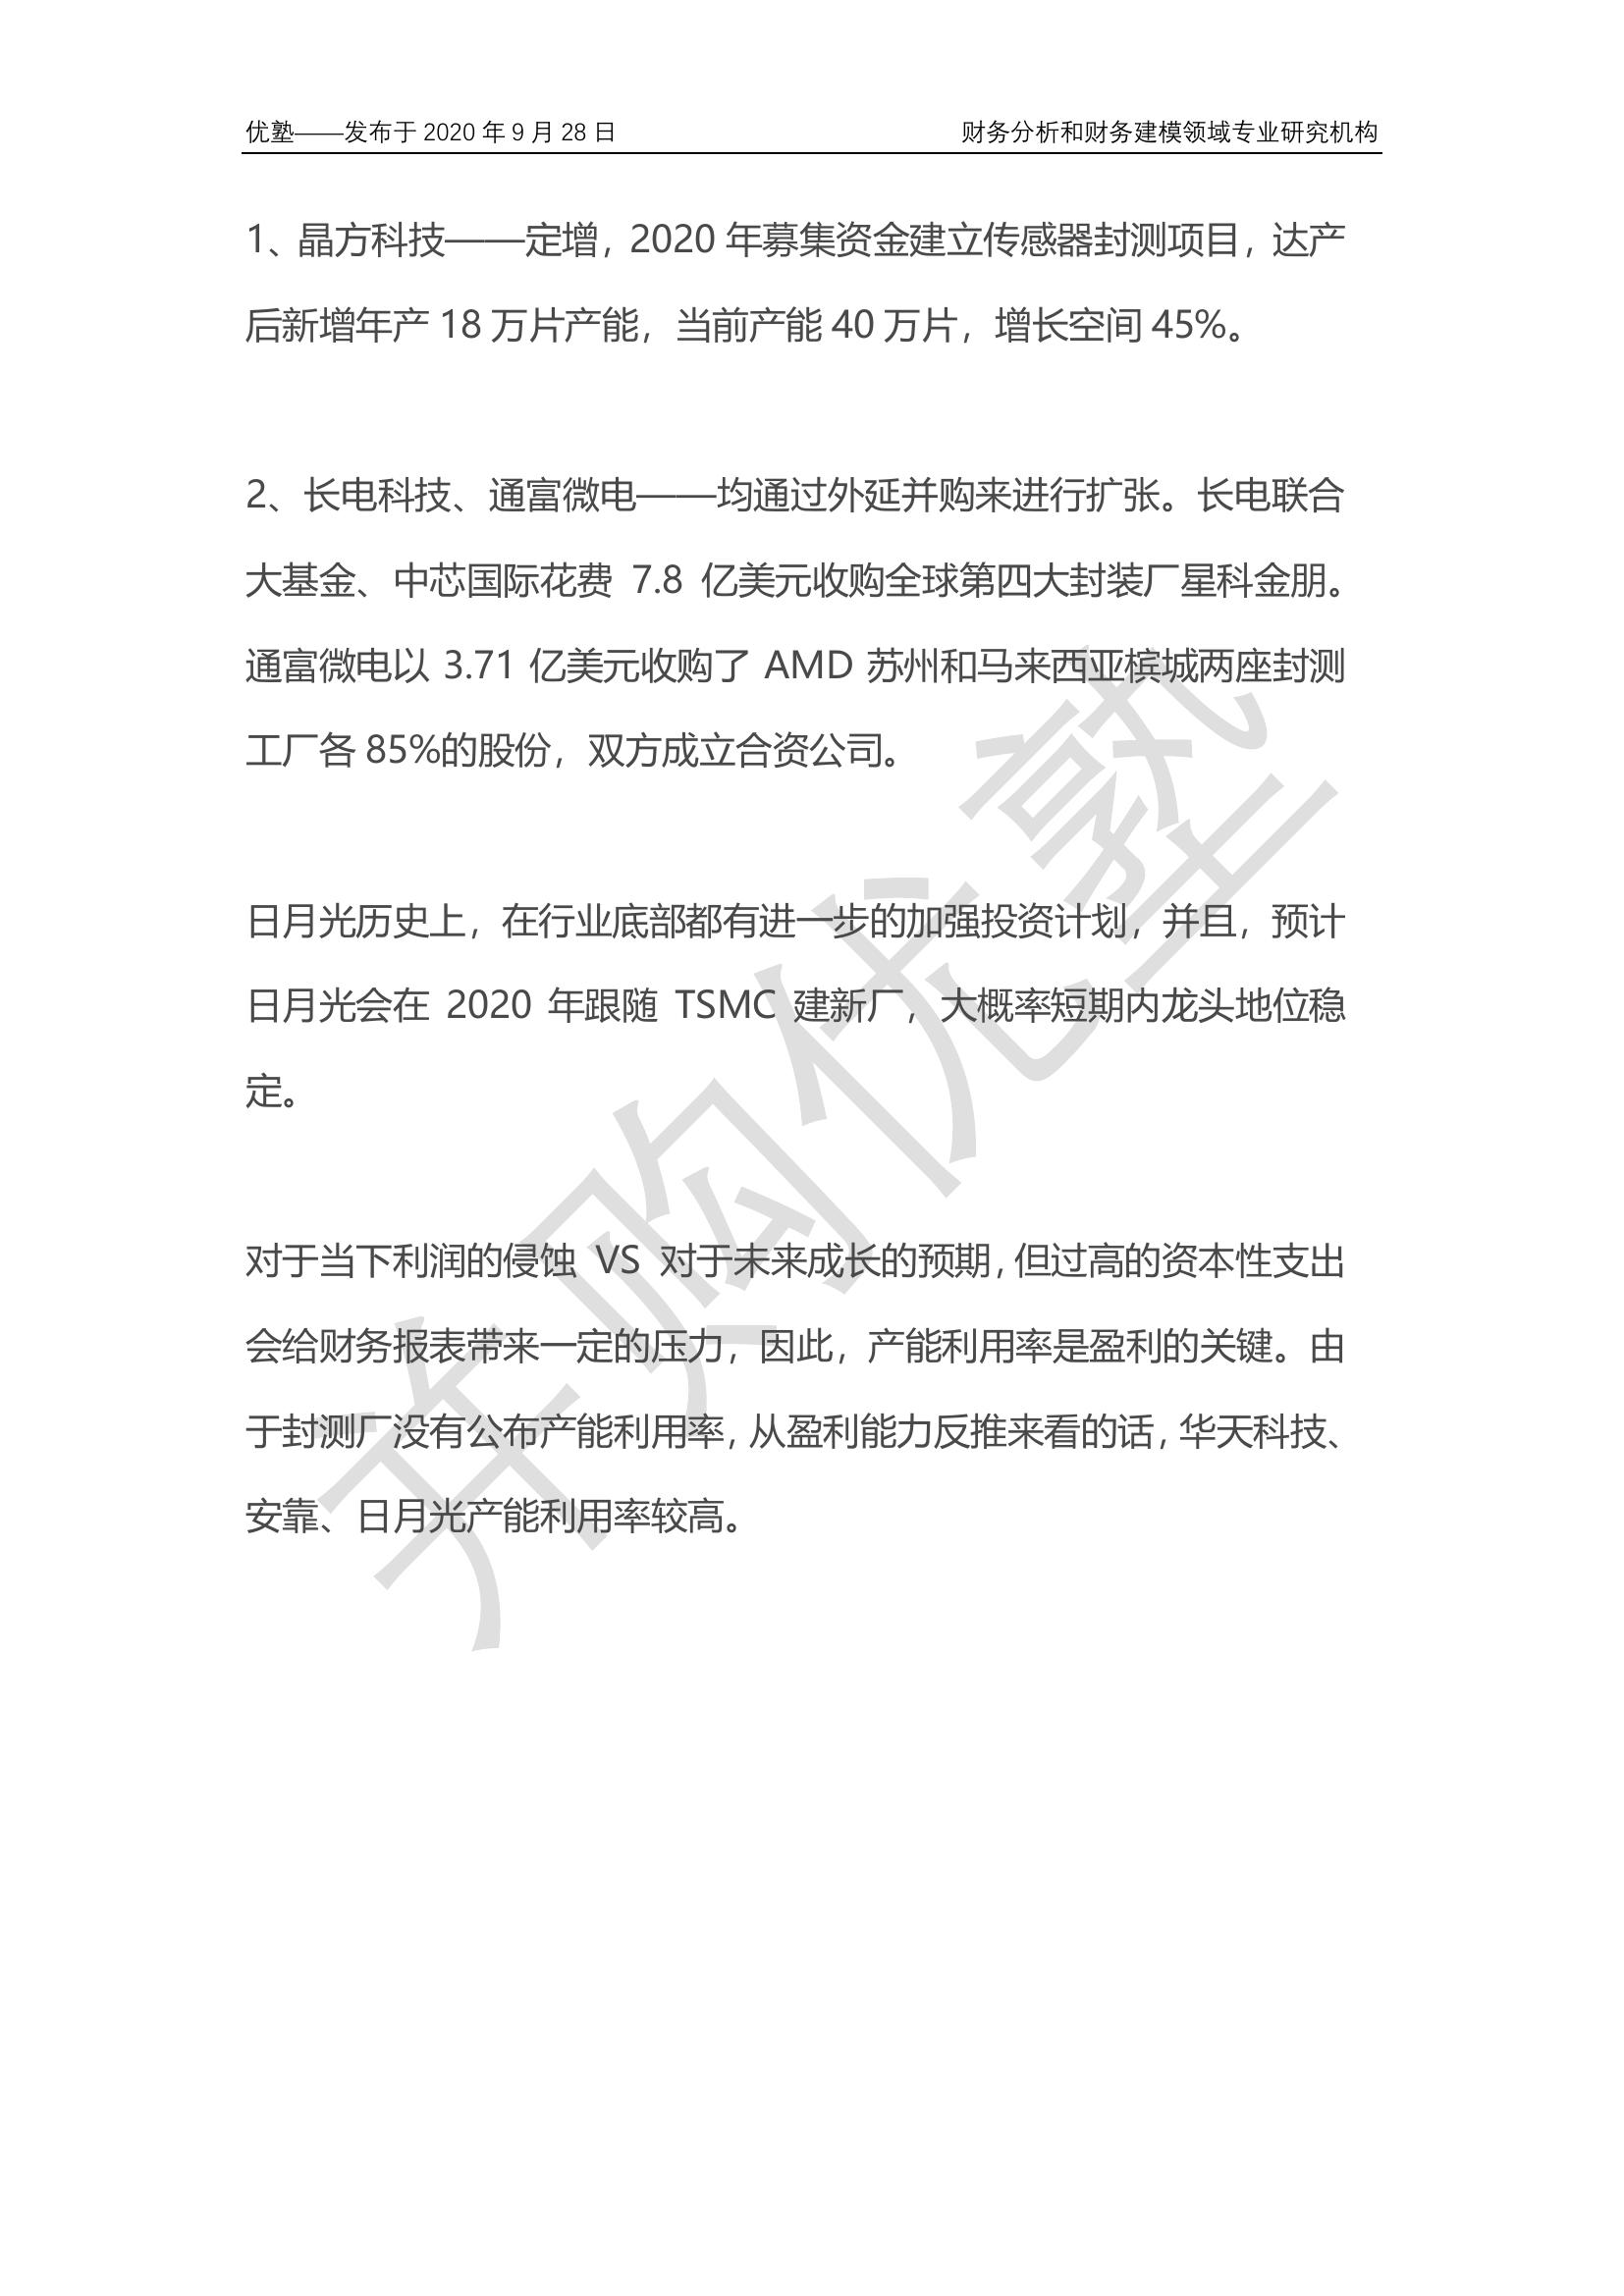 优塾——发布于 2020 年 9 月 28 日 财务分析和财务建模领域专业研究机构
1、晶方科技——定增，2020 年募集资金建立传感器封测项目，达产
后新增年产 18 万片产能，当前产能 40 万片，增长空间 45%。
2、长电科技、通富微电——均通过外延并购来进行扩张。长电联合
大基金、中芯国际花费 7.8 亿美元收购全球第四大封装厂星科金朋。
通富微电以 3.71 亿美元收购了 AMD 苏州和马来西亚槟城两座封测
工厂各 85%的股份，双方成立合资公司。
日月光历史上，在行业底部都有进一步的加强投资计划，并且，预计
日月光会在 2020 年跟随 TSMC 建新厂，大概率短期内龙头地位稳
定。
对于当下利润的侵蚀 VS 对于未来成长的预期，但过高的资本性支出
会给财务报表带来一定的压力，因此，产能利用率是盈利的关键。由
于封测厂没有公布产能利用率，从盈利能力反推来看的话，华天科技、
安靠、日月光产能利用率较高。
并购优塾